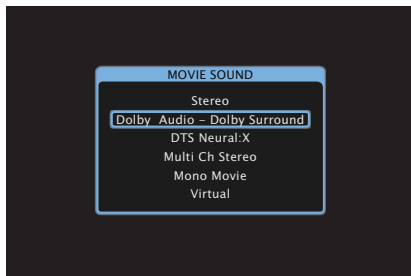 MOVIE SOUND
Stereo
Dolby Audio – Dolby Surround
DTS Neural:X
Multi Ch Stereo
Mono Movie
Virtual